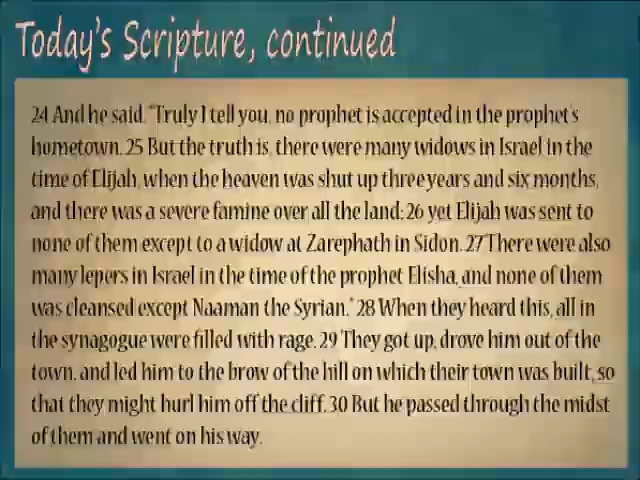 Today's Scripture, continued
24 And he said, "Truly I tell you, no prophet is accepted in the prophet's
hometown. 25 But the truth is, there were many widows in Israel in the
time of Elijah, when the heaven was shut up three years and six months,
and there was a severe famine over all the land; 26 yet Elijah was sent to
none of them except to a widow at Zarephath in Sidon. 27 There were also
many lepers in Israel in the time of the prophet Elisha, and none of them
was cleansed except Naaman the Syrian." 28 When they heard this, all in
the synagogue were filled with rage. 29 They got up, drove him out of the
town, and led him to the brow of the hill on which their town was built, so
that they might hurl him off the cliff. 30 But he passed through the midst
of them and went on his way.